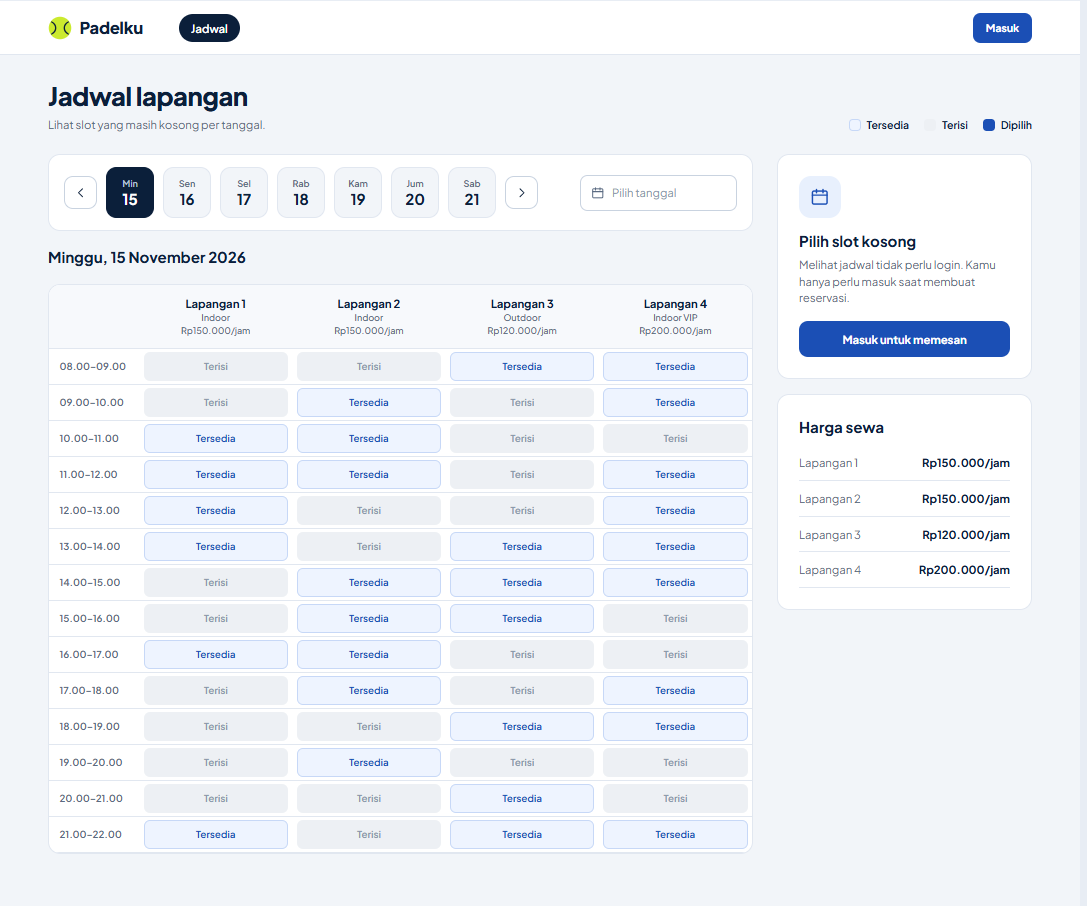 Padelku
Jadwal
Masuk
Jadwal lapangan
Lihat slot yang masih kosong per tanggal.
Tersedia Terisi Dipilih
Min Sen Sel Rab Kam Jum Sab
15 16 17 18 19 20 21
Pilih tanggal
Minggu, 15 November 2026
Lapangan 1 Lapangan 2 Lapangan 3 Lapangan 4
Indoor Indoor Outdoor Indoor VIP
Rp150.000/jam Rp150.000/jam Rp120.000/jam Rp200.000/jam
08.00–09.00 Terisi Terisi Tersedia Tersedia
09.00–10.00 Terisi Tersedia Terisi Tersedia
10.00–11.00 Tersedia Tersedia Terisi Terisi
11.00–12.00 Tersedia Tersedia Terisi Tersedia
12.00–13.00 Tersedia Terisi Terisi Tersedia
13.00–14.00 Tersedia Terisi Tersedia Tersedia
14.00–15.00 Terisi Tersedia Tersedia Tersedia
15.00–16.00 Terisi Tersedia Tersedia Terisi
16.00–17.00 Tersedia Tersedia Terisi Terisi
17.00–18.00 Terisi Tersedia Terisi Tersedia
18.00–19.00 Terisi Terisi Tersedia Tersedia
19.00–20.00 Terisi Tersedia Terisi Terisi
20.00–21.00 Terisi Terisi Tersedia Terisi
21.00–22.00 Tersedia Terisi Tersedia Tersedia
Pilih slot kosong
Melihat jadwal tidak perlu login. Kamu
hanya perlu masuk saat membuat
reservasi.
Masuk untuk memesan
Harga sewa
Lapangan 1 Rp150.000/jam
Lapangan 2 Rp150.000/jam
Lapangan 3 Rp120.000/jam
Lapangan 4 Rp200.000/jam